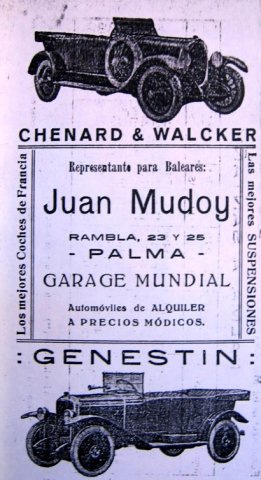 CHENARD & WALCKER
Los mejores Coches de Francia
Representante para Baleares:
Juan Mudoy
RAMBLA, 23 Y 25
- PALMA -
GARAGE MUNDIAL
Automóviles de ALQUILER
A PRECIOS MÓDICOS.
Las mejores SUSPENSIONES
: GENESTIN :